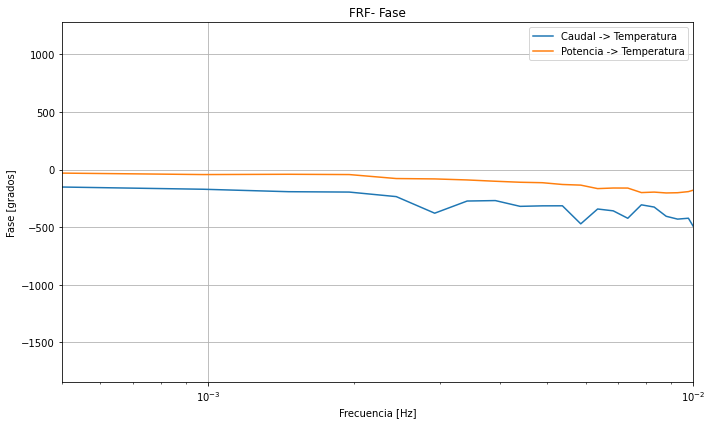 FRF- Fase
Caudal -> Temperatura
Potencia -> Temperatura
1000
500
0
−500
−1000
−1500
Fase [grados]
10⁻³
10⁻²
Frecuencia [Hz]